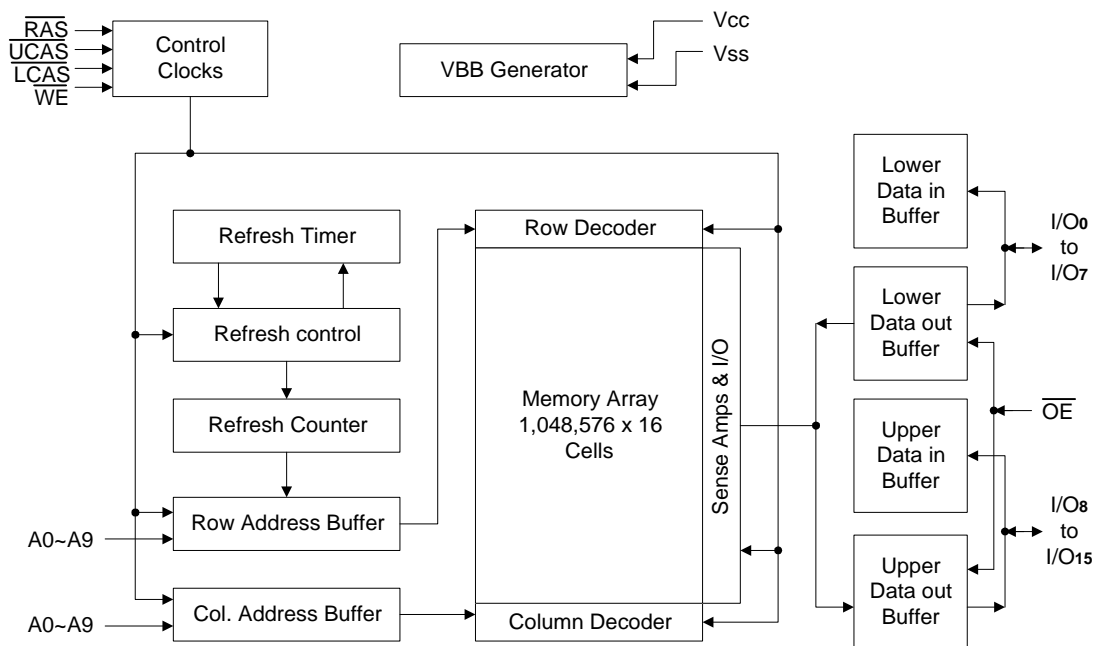 RAS
UCAS
LCAS
WE
Control
Clocks
VBB Generator
Vcc
Vss
Refresh Timer
Refresh control
Refresh Counter
Row Address Buffer
A0~A9
Col. Address Buffer
A0~A9
Row Decoder
Memory Array
1,048,576 x 16
Cells
Column Decoder
Sense Amps & I/O
Lower
Data in
Buffer
Lower
Data out
Buffer
Upper
Data in
Buffer
Upper
Data out
Buffer
I/O0
to
I/O7
OE
I/O8
to
I/O15